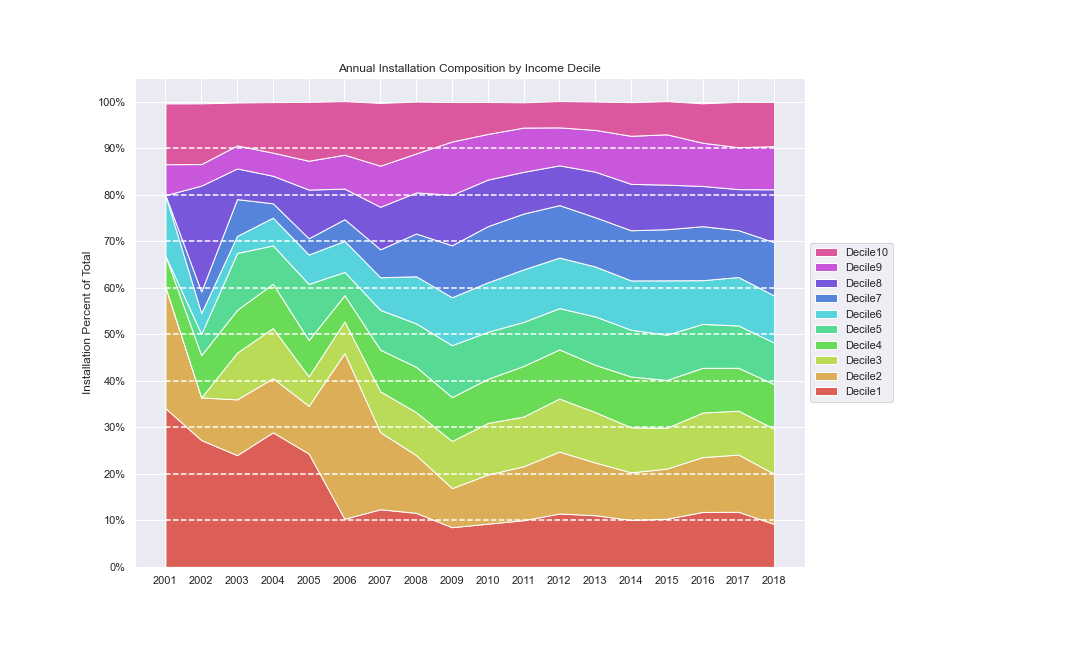 Annual Installation Composition by Income Decile
100%
90%
80%
70%
60%
50%
40%
30%
20%
10%
0%
Installation Percent of Total
2001 2002 2003 2004 2005 2006 2007 2008 2009 2010 2011 2012 2013 2014 2015 2016 2017 2018
Decile10
Decile9
Decile8
Decile7
Decile6
Decile5
Decile4
Decile3
Decile2
Decile1